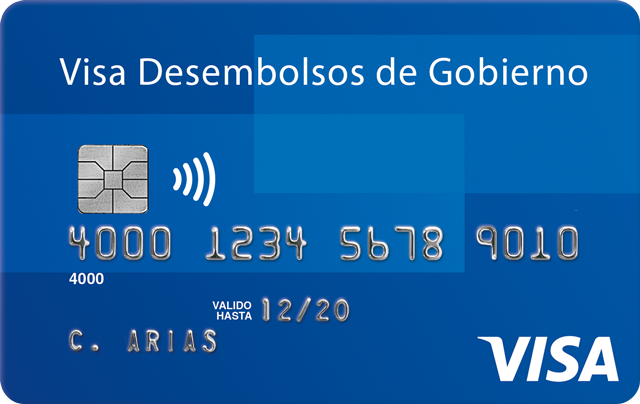 Visa Desembolsos de Gobierno
4000 1234 5678 9010
4000
VALIDO
HASTA 12/20
C. ARIAS
VISA